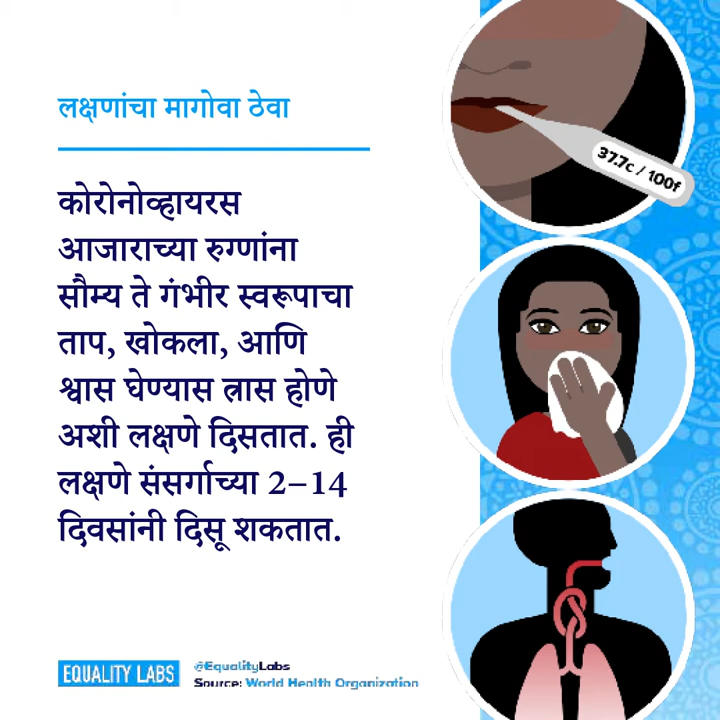 लक्षणांचा मागोवा ठेवा
कोरोनोव्हायरस
आजाराच्या रुग्णांना
सौम्य ते गंभीर स्वरूपाचा
ताप, खोकला, आणि
श्वास घेण्यास त्रास होणे
अशी लक्षणे दिसतात. ही
लक्षणे संसर्गाच्या 2–14
दिवसांनी दिसू शकतात.
37.7c / 100f
EQUALITY LABS
@EqualityLabs
Source: World Health Organization